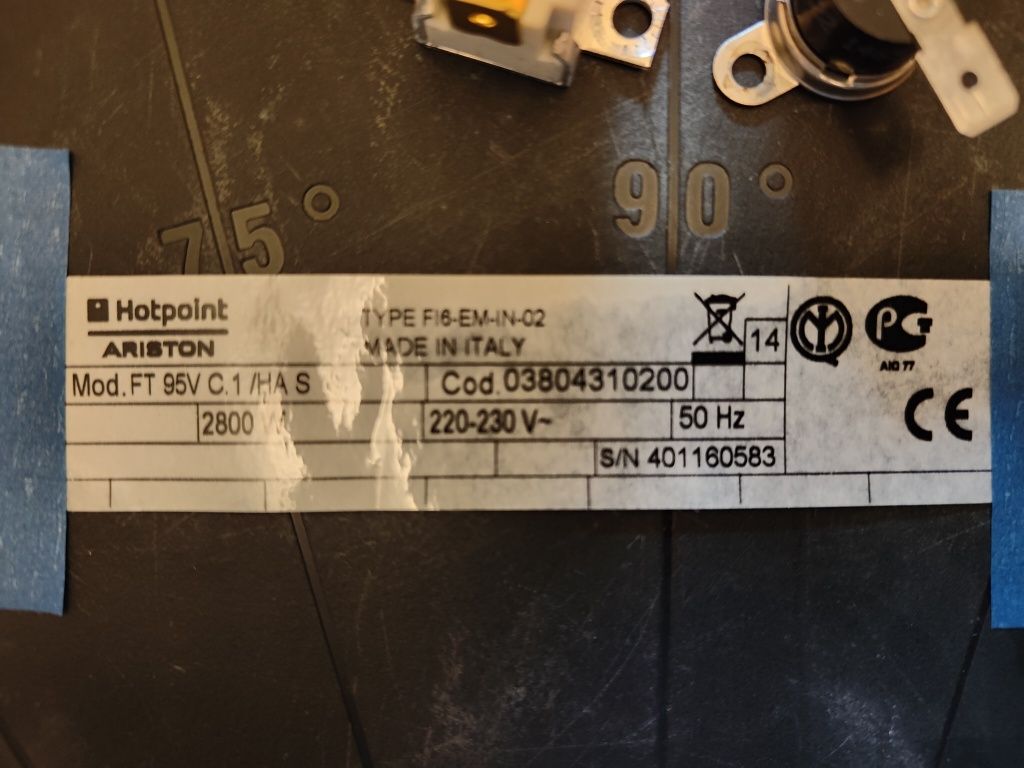 75°
90°
Hotpoint
ARISTON
TYPE FI6-EM-IN-02
MADE IN ITALY
14
AIO 77
Mod. FT 95V C.1 /HA S
Cod. 03804310200
2800 W
220-230 V~
50 Hz
CE
S/N 401160583